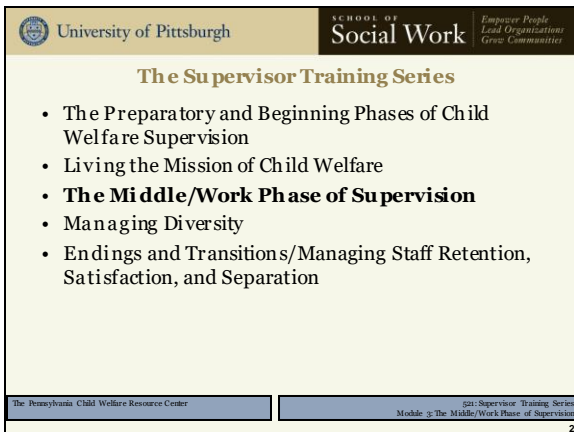 University of Pittsburgh
SCHOOL OF
Social Work
Empower People
Lead Organizations
Grow Communities
The Supervisor Training Series
• The Preparatory and Beginning Phases of Child
Welfare Supervision
• Living the Mission of Child Welfare
• The Middle/Work Phase of Supervision
• Managing Diversity
• Endings and Transitions/Managing Staff Retention,
Satisfaction, and Separation
The Pennsylvania Child Welfare Resource Center
521: Supervisor Training Series
Module 3: The Middle/Work Phase of Supervision
2